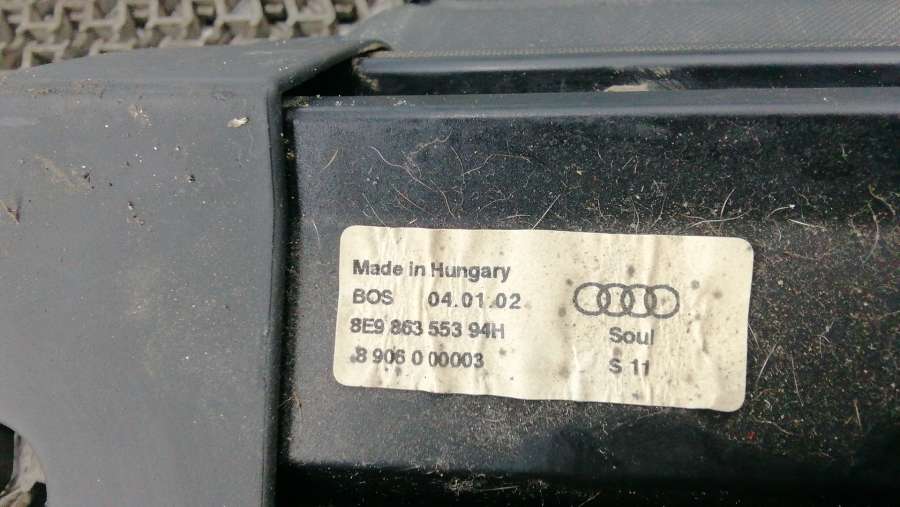 Made in Hungary
BOS 04.01.02
8E9 863 553 94H
8 906 0 00003
Soul
S 11